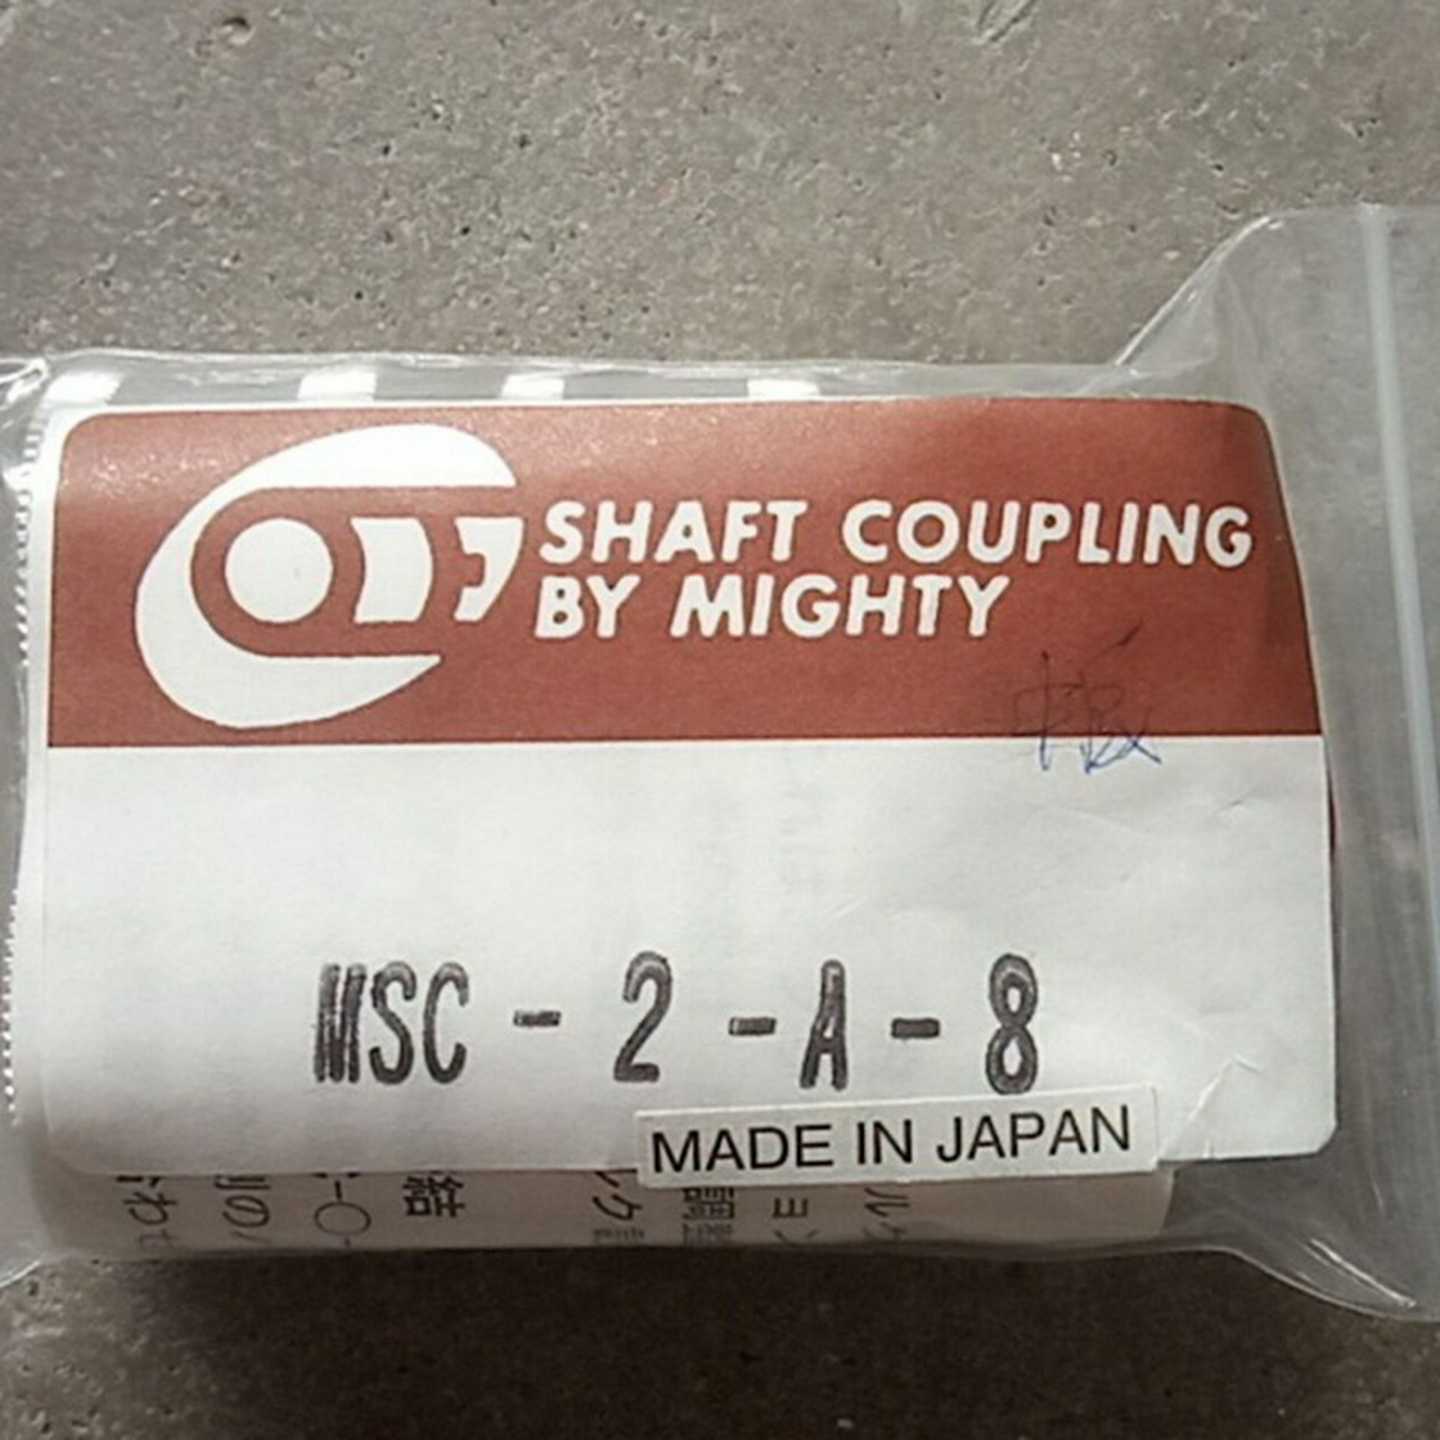 SHAFT COUPLING
BY MIGHTY
MSC - 2 - A - 8
MADE IN JAPAN